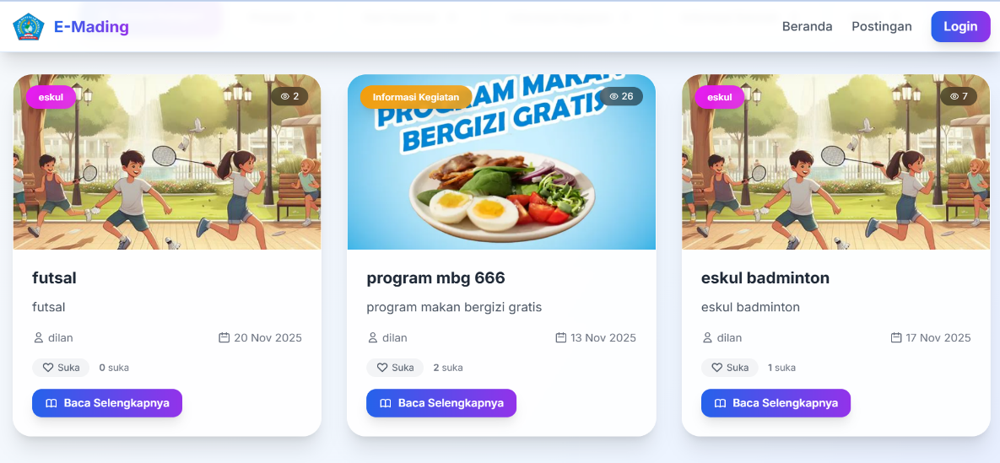 E-Mading
Beranda
Postingan
Login
eskul
2
futsal
futsal
dilan
20 Nov 2025
Suka
0 suka
Baca Selengkapnya
Informasi Kegiatan
26
PROGRAM MAKAN
BERGIZI GRATIS
program mbg 666
program makan bergizi gratis
dilan
13 Nov 2025
Suka
2 suka
Baca Selengkapnya
eskul
7
eskul badminton
eskul badminton
dilan
17 Nov 2025
Suka
1 suka
Baca Selengkapnya